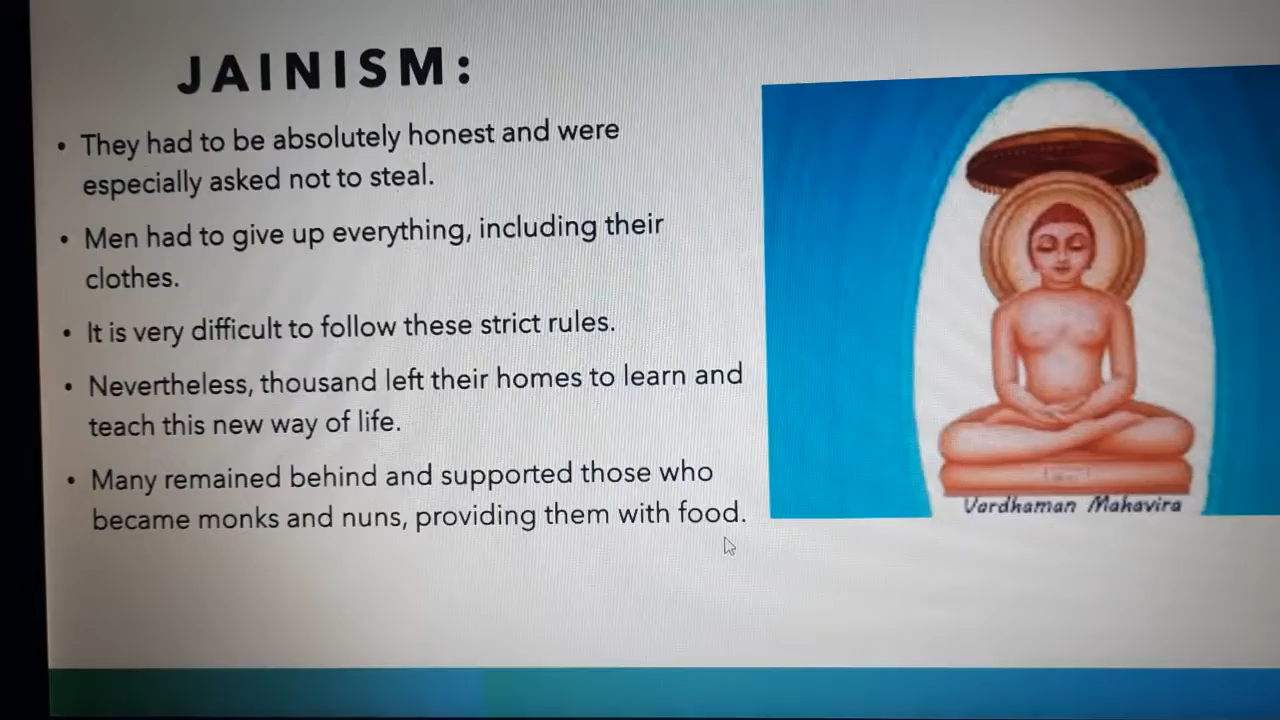 JAINISM:
• They had to be absolutely honest and were
especially asked not to steal.
• Men had to give up everything, including their
clothes.
• It is very difficult to follow these strict rules.
• Nevertheless, thousand left their homes to learn and
teach this new way of life.
• Many remained behind and supported those who
became monks and nuns, providing them with food.
Vardhaman Mahavira